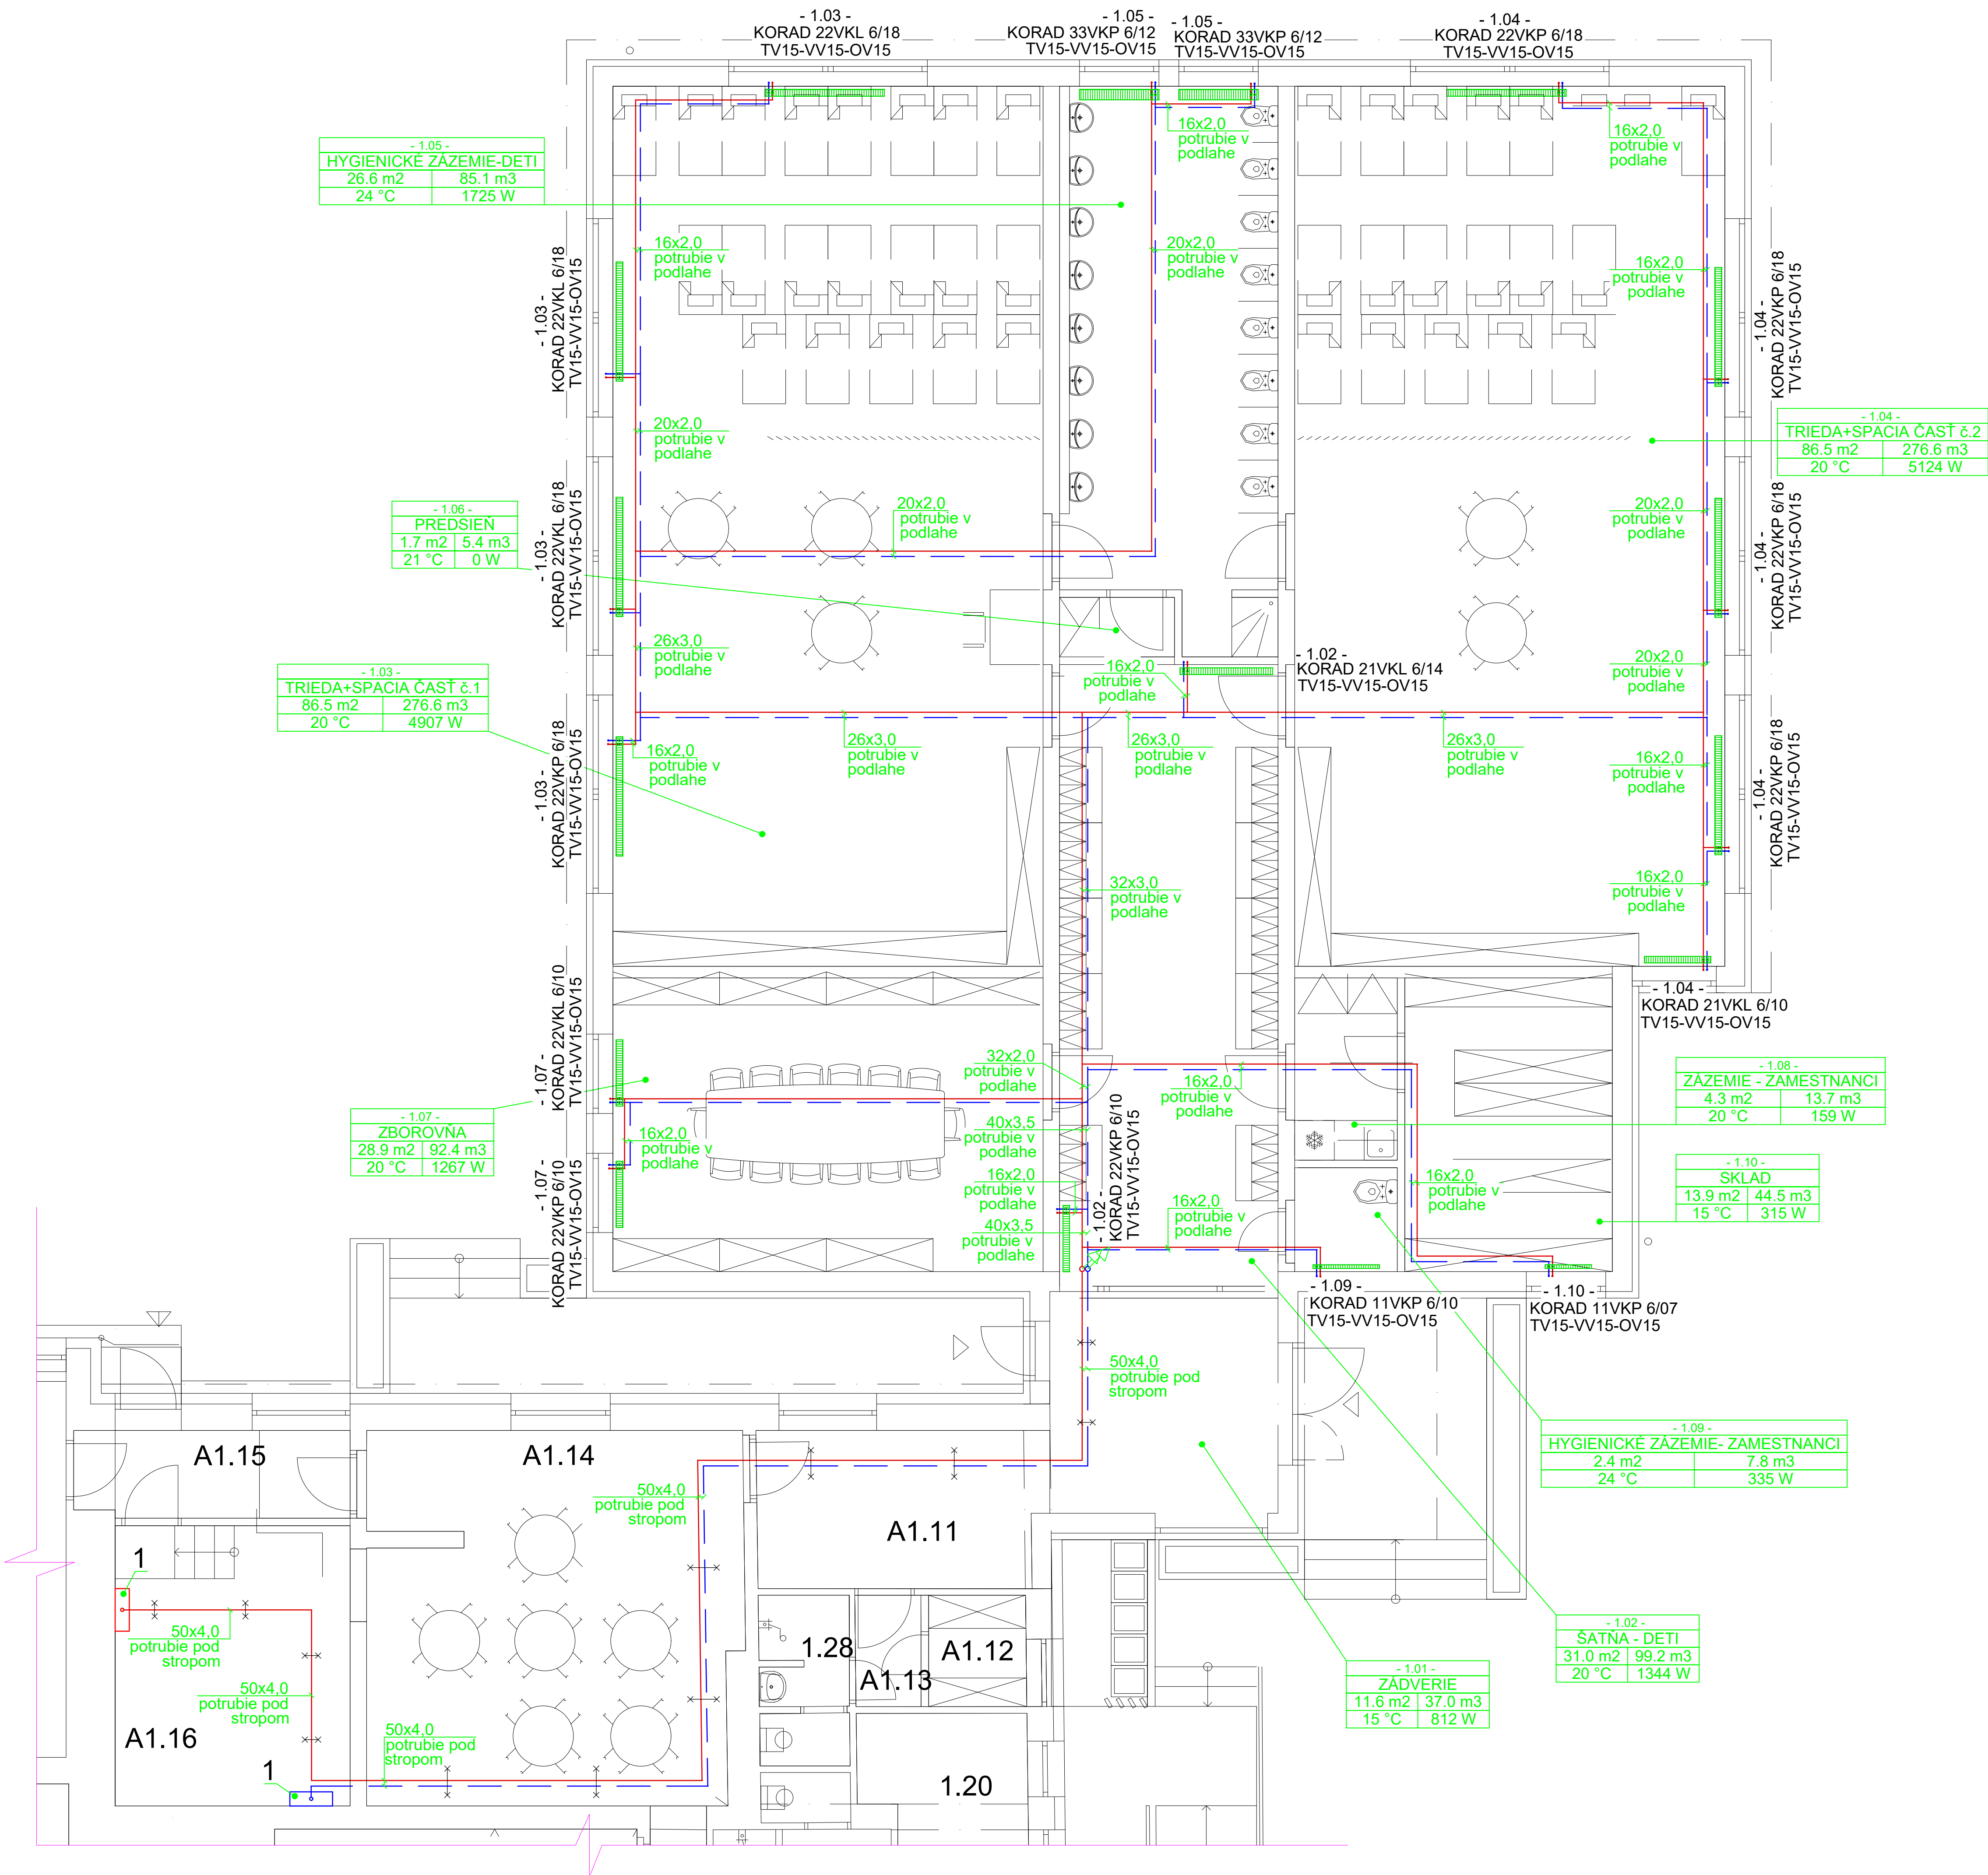 - 1.03 -
KORAD 22VKL 6/18
TV15-VV15-OV15
- 1.05 -
KORAD 33VKP 6/12
TV15-VV15-OV15
- 1.05 -
KORAD 33VKP 6/12
TV15-VV15-OV15
- 1.04 -
KORAD 22VKP 6/18
TV15-VV15-OV15
- 1.05 -
HYGIENICKÉ ZÁZEMIE-DETI
26.6 m2 85.1 m3
24 °C 1725 W
16x2,0
potrubie v
podlahe
16x2,0
potrubie v
podlahe
16x2,0
potrubie v
podlahe
20x2,0
potrubie v
podlahe
16x2,0
potrubie v
podlahe
- 1.03 -
KORAD 22VKL 6/18
TV15-VV15-OV15
- 1.04 -
KORAD 22VKP 6/18
TV15-VV15-OV15
20x2,0
potrubie v
podlahe
- 1.04 -
TRIEDA+SPACIA ČASŤ č.2
86.5 m2 276.6 m3
20 °C 5124 W
- 1.06 -
PREDSIEŇ
1.7 m2 5.4 m3
21 °C 0 W
- 1.03 -
KORAD 22VKL 6/18
TV15-VV15-OV15
20x2,0
potrubie v
podlahe
20x2,0
potrubie v
podlahe
- 1.04 -
KORAD 22VKP 6/18
TV15-VV15-OV15
26x3,0
potrubie v
podlahe
- 1.02 -
KORAD 21VKL 6/14
TV15-VV15-OV15
16x2,0
potrubie v
podlahe
20x2,0
potrubie v
podlahe
- 1.03 -
TRIEDA+SPACIA ČASŤ č.1
86.5 m2 276.6 m3
20 °C 4907 W
- 1.03 -
KORAD 22VKP 6/18
TV15-VV15-OV15
16x2,0
potrubie v
podlahe
26x3,0
potrubie v
podlahe
26x3,0
potrubie v
podlahe
26x3,0
potrubie v
podlahe
16x2,0
potrubie v
podlahe
- 1.04 -
KORAD 22VKP 6/18
TV15-VV15-OV15
32x3,0
potrubie v
podlahe
16x2,0
potrubie v
podlahe
- 1.04 -
KORAD 21VKL 6/10
TV15-VV15-OV15
- 1.07 -
KORAD 22VKL 6/10
TV15-VV15-OV15
32x2,0
potrubie v
podlahe
16x2,0
potrubie v
podlahe
- 1.08 -
ZÁZEMIE - ZAMESTNANCI
4.3 m2 13.7 m3
20 °C 159 W
- 1.07 -
ZBOROVŇA
28.9 m2 92.4 m3
20 °C 1267 W
16x2,0
potrubie v
podlahe
40x3,5
potrubie v
podlahe
- 1.02 -
KORAD 22VKP 6/10
TV15-VV15-OV15
- 1.07 -
KORAD 22VKP 6/10
TV15-VV15-OV15
16x2,0
potrubie v
podlahe
16x2,0
potrubie v
podlahe
- 1.10 -
SKLAD
13.9 m2 44.5 m3
15 °C 315 W
40x3,5
potrubie v
podlahe
16x2,0
potrubie v
podlahe
- 1.09 -
KORAD 11VKP 6/10
TV15-VV15-OV15
- 1.10 -
KORAD 11VKP 6/07
TV15-VV15-OV15
50x4,0
potrubie pod
stropom
- 1.09 -
HYGIENICKÉ ZÁZEMIE- ZAMESTNANCI
2.4 m2 7.8 m3
24 °C 335 W
A1.15
A1.14
50x4,0
potrubie pod
stropom
A1.11
1
50x4,0
potrubie pod
stropom
1.28
A1.12
A1.13
- 1.02 -
ŠATŇA - DETI
31.0 m2 99.2 m3
20 °C 1344 W
- 1.01 -
ZÁDVERIE
11.6 m2 37.0 m3
15 °C 812 W
50x4,0
potrubie pod
stropom
A1.16
50x4,0
potrubie pod
stropom
1
1.20